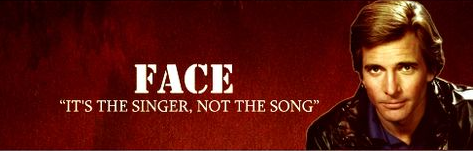 FACE
“IT'S THE SINGER, NOT THE SONG”